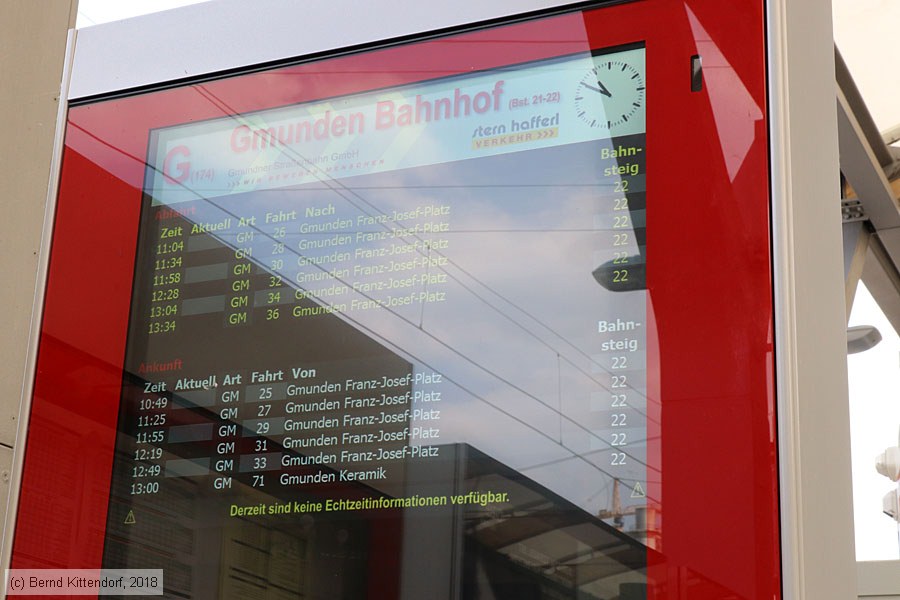 G (174) Gmunden Bahnhof (Bst. 21-22)
Gmundner Straßenbahn GmbH
>>> WIR BEWEGEN MENSCHEN
stern hafferl
VERKEHR >>>
Abfahrt
Zeit Aktuell Art Fahrt Nach Bahn-
steig
11:04 GM 26 Gmunden Franz-Josef-Platz 22
11:34 GM 28 Gmunden Franz-Josef-Platz 22
11:58 GM 30 Gmunden Franz-Josef-Platz 22
12:28 GM 32 Gmunden Franz-Josef-Platz 22
13:04 GM 34 Gmunden Franz-Josef-Platz 22
13:34 GM 36 Gmunden Franz-Josef-Platz 22
Ankunft
Zeit Aktuell Art Fahrt Von Bahn-
steig
10:49 GM 25 Gmunden Franz-Josef-Platz 22
11:25 GM 27 Gmunden Franz-Josef-Platz 22
11:55 GM 29 Gmunden Franz-Josef-Platz 22
12:19 GM 31 Gmunden Franz-Josef-Platz 22
12:49 GM 33 Gmunden Franz-Josef-Platz 22
13:00 GM 71 Gmunden Keramik 22
Derzeit sind keine Echtzeitinformationen verfügbar.
(c) Bernd Kittendorf, 2018